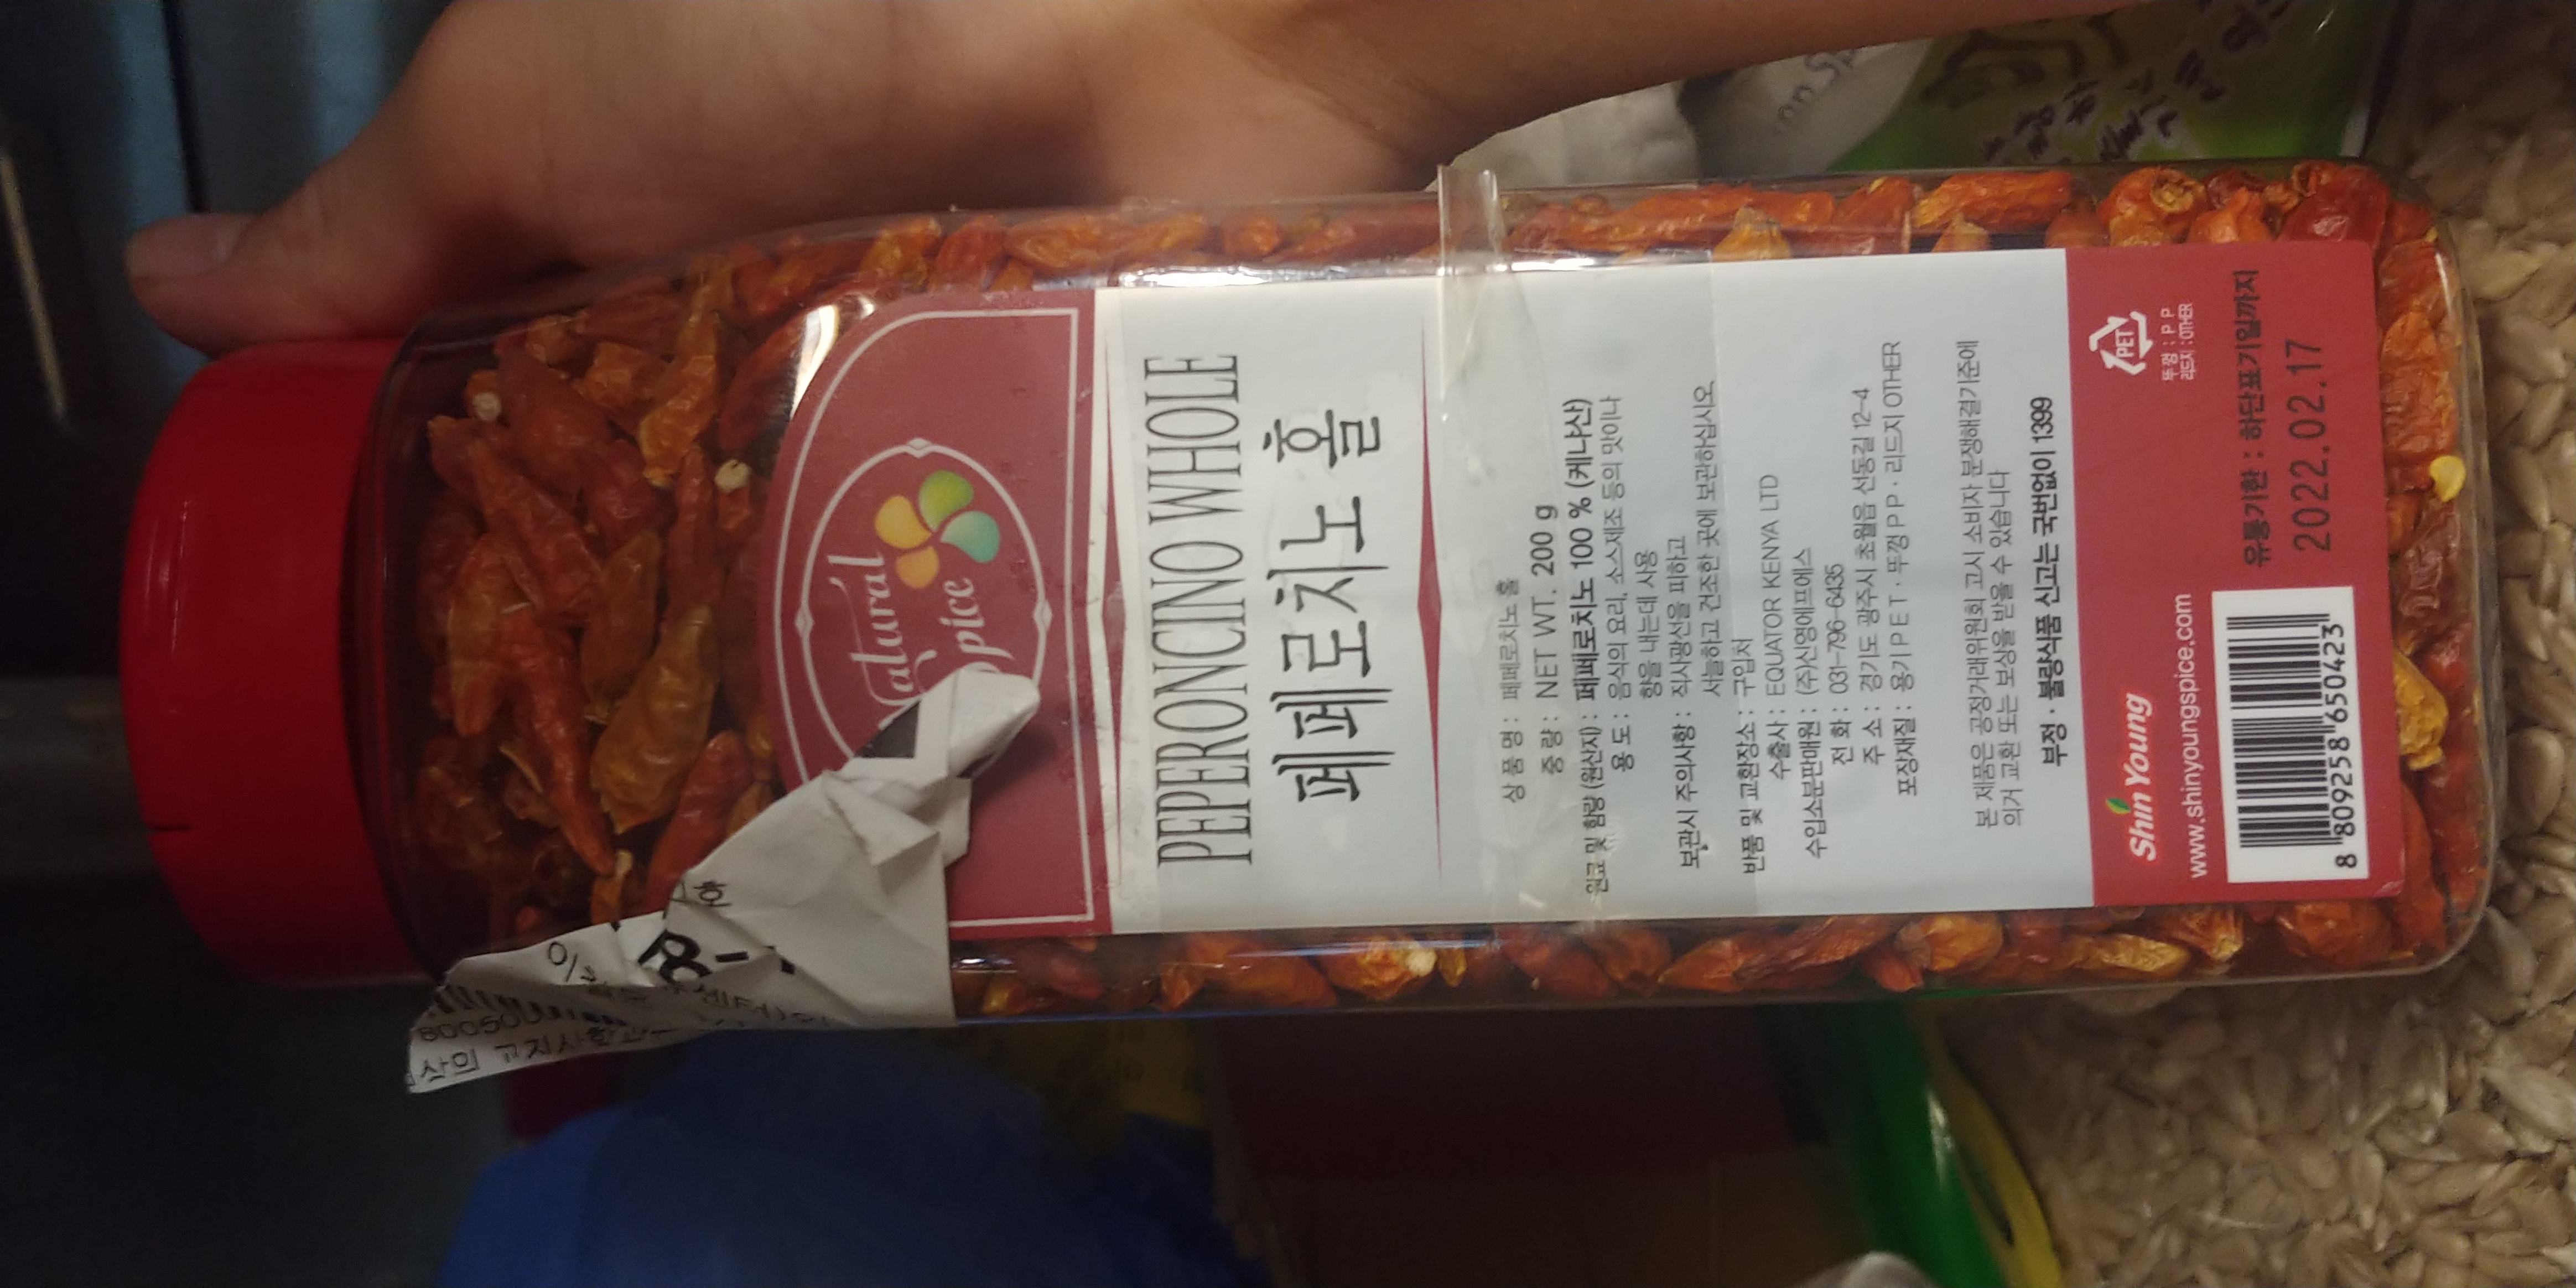 Natural
Spice
PEPERONCINO WHOLE
페페로치노 홀
상 품 명 : 페페로치노 홀
중 량 : NET WT. 200 g
원료 및 함량 (원산지) : 페페로치노 100 % (케냐산)
용 도 : 음식의 요리, 소스제조 등의 맛이나
향을 내는데 사용
보관시 주의사항 : 직사광선을 피하고
서늘하고 건조한 곳에 보관하십시오.
반품 및 교환장소 : 구입처
수출사 : EQUATOR KENYA LTD
수입소분판매원 : (주)신영에프에스
전 화 : 031-796-6435
주 소 : 경기도 광주시 초월읍 선동길 12-4
포장재질 : 용기 P E T · 뚜껑 P P · 리드지 OTHER
본 제품은 공정거래위원회 고시 소비자 분쟁해결기준에
의거 교환 또는 보상을 받을 수 있습니다
부정 · 불량식품 신고는 국번없이 1399
Shin Young
PET
뚜껑 : P P
리드지 : OTHER
www.shinyoungspice.com
유통기한 : 하단표기일까지
2022.02.17
8 809258 650423